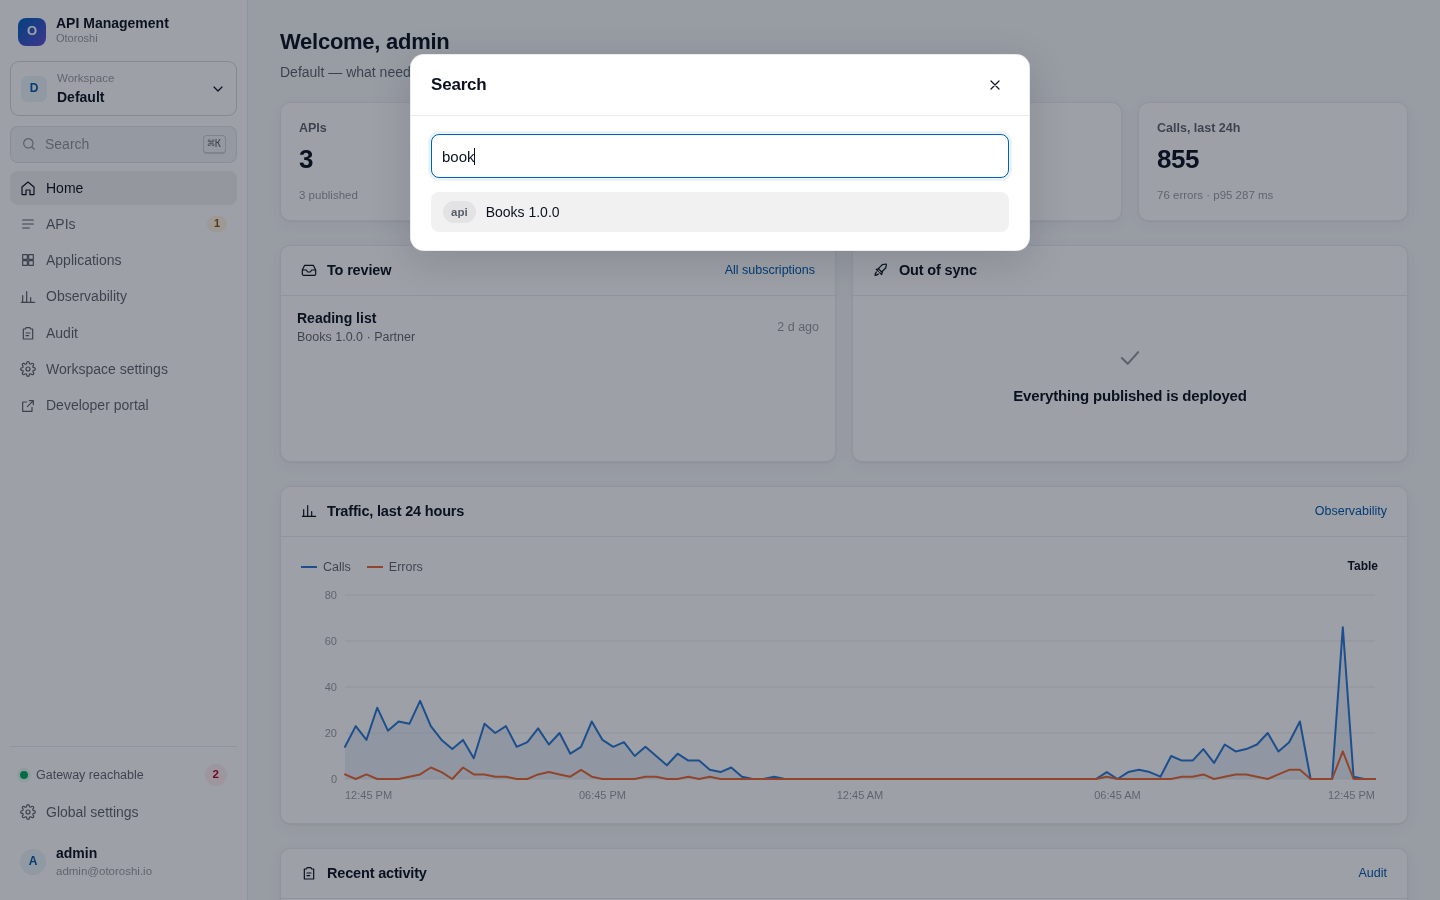 API Management
Otoroshi
Workspace
D
Default
Search
⌘K
Home
APIs
1
Applications
Observability
Audit
Workspace settings
Developer portal
Gateway reachable
2
Global settings
A
admin
admin@otoroshi.io
Welcome, admin
Default — what need
APIs
3
3 published
Calls, last 24h
855
76 errors · p95 287 ms
Search
book
api
Books 1.0.0
To review
All subscriptions
Reading list
Books 1.0.0 · Partner
2 d ago
Out of sync
Everything published is deployed
Traffic, last 24 hours
Observability
Calls
Errors
Table
80
60
40
20
0
12:45 PM
06:45 PM
12:45 AM
06:45 AM
12:45 PM
Recent activity
Audit
O